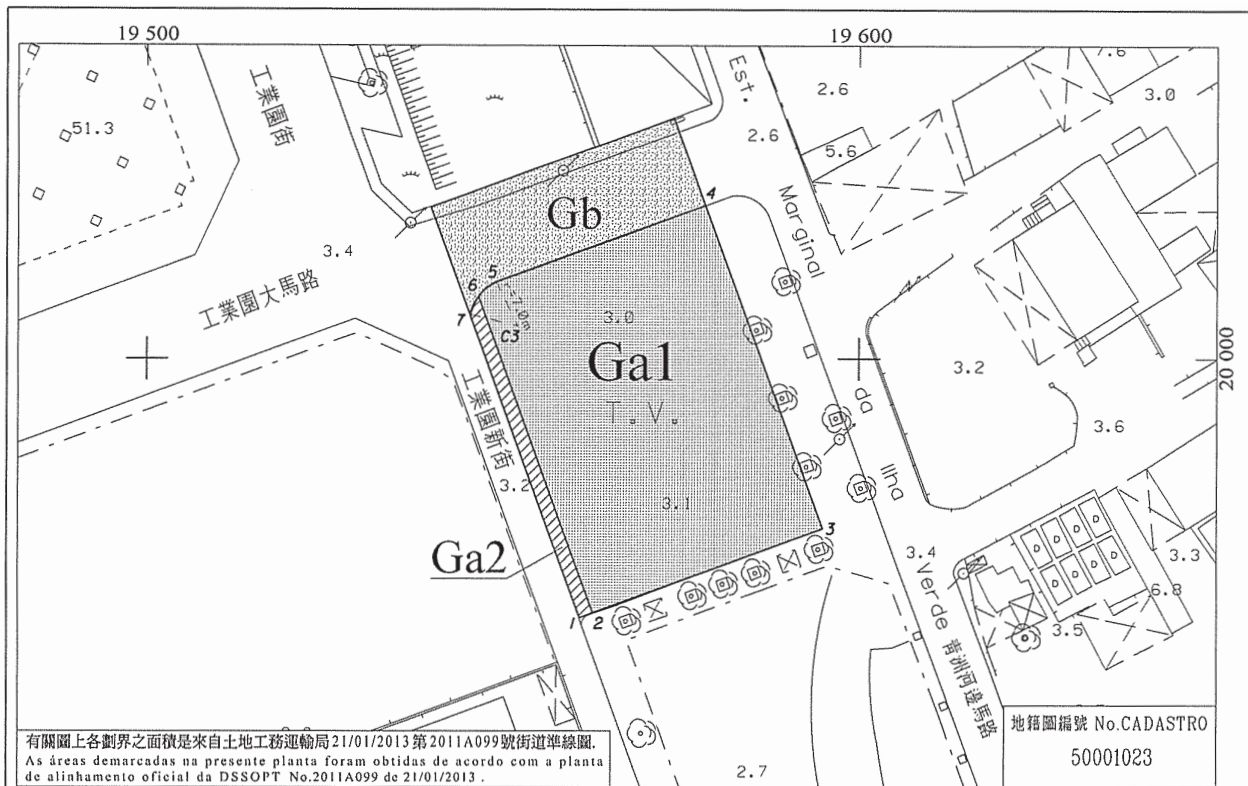 19 500
19 600
工業園街
Est.
2.6
7.6
3.0
51.3
2.6
5.6
Gb
4
Marginal
3.4
工業園大馬路
5
6
7
r=7.0m
C3
3.0
Ga1
T.V.
3.2
20 000
工業園新街
da
3.6
3.2
Ilha
3.1
3
Ga2
3.4
3.3
6.8
Verde
1
2
3.5
青洲河邊馬路
2.7
有關圖上各劃界之面積是來自土地工務運輸局21/01/2013第2011A099號街道準線圖.
As áreas demarcadas na presente planta foram obtidas de acordo com a planta
de alinhamento oficial da DSSOPT No.2011A099 de 21/01/2013 .
地籍圖編號 No.CADASTRO
50001023